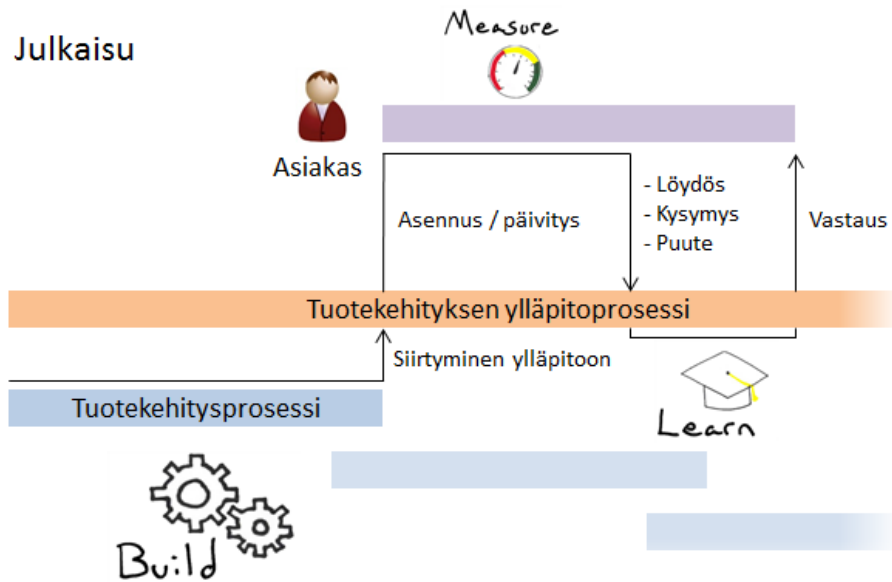 Julkaisu
Measure
Asiakas
Asennus / päivitys
- Löydös
- Kysymys
- Puute
Vastaus
Tuotekehityksen ylläpitoprosessi
Siirtyminen ylläpitoon
Tuotekehitysprosessi
Learn
Build